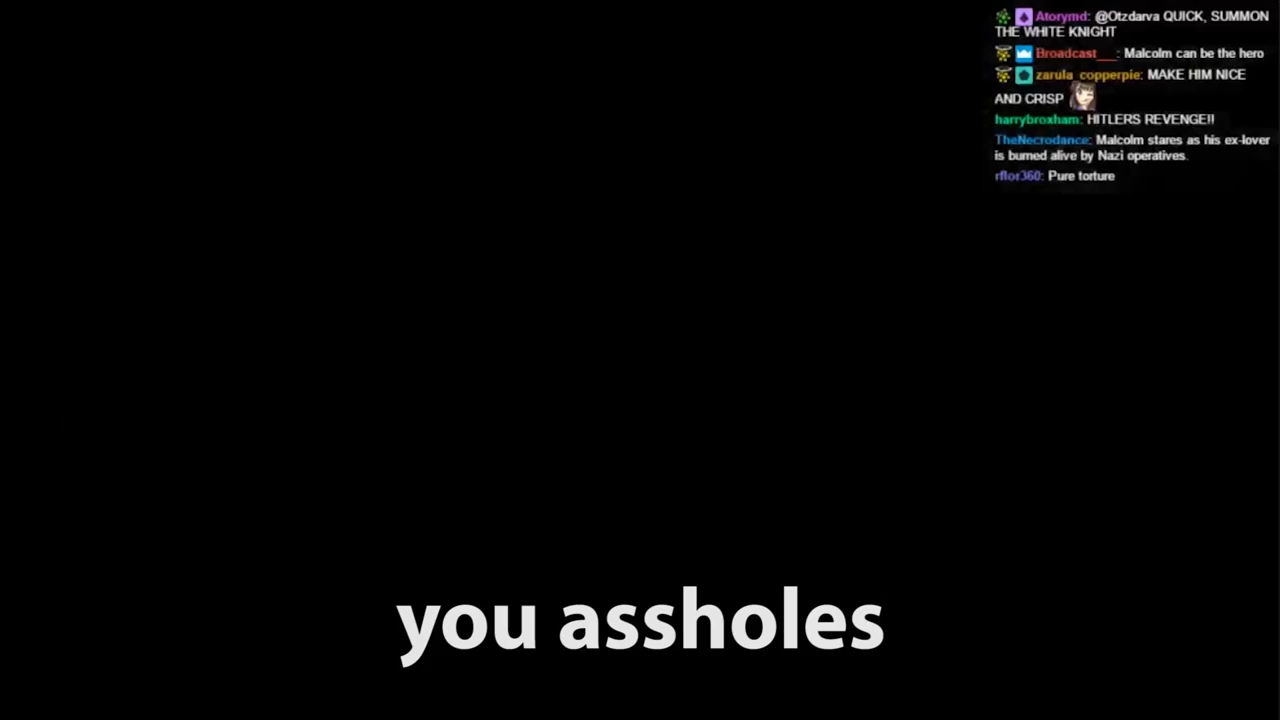 Atorymd: @Otzdarva QUICK, SUMMON
THE WHITE KNIGHT
Broadcast___: Malcolm can be the hero
zarula_copperpie: MAKE HIM NICE
AND CRISP
harrybroxham: HITLERS REVENGE!!
TheNecrodance: Malcolm stares as his ex-lover
is burned alive by Nazi operatives.
rflor360: Pure torture
you assholes